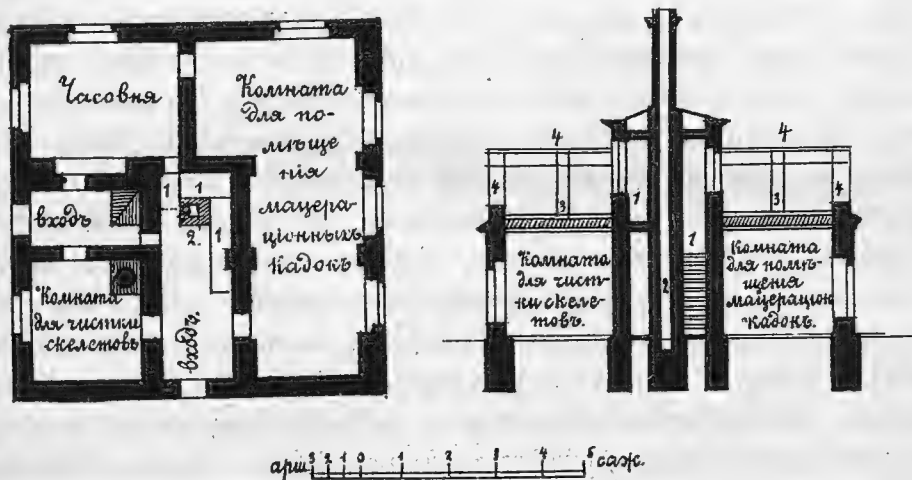 Часовня
Комната
для по-
мѣще
нія
мацера-
ціонныхъ
кадокъ
1 1
входъ
2.
1
Комната
для чистки
скелетовъ
входъ.
4 4
4 3 3 4
1
1
2
Комната
для чист
ки скеле
товъ.
Комната
для помѣ-
щенія
мацерацион
кадокъ.
арш 3 2 1 0 1 2 3 4 5 саж.